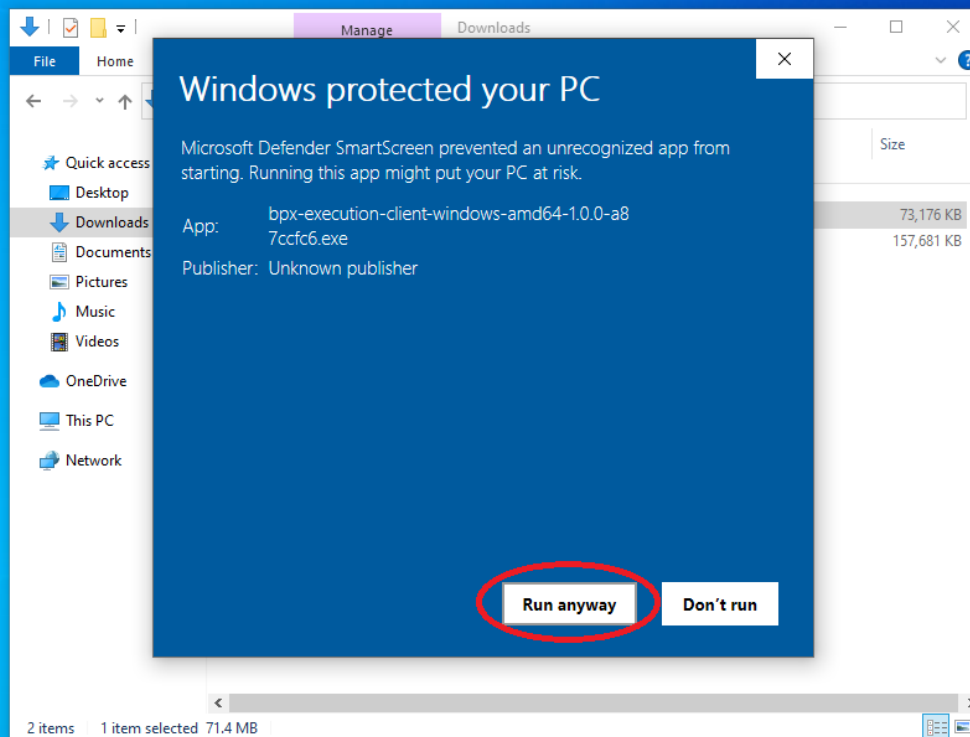 Manage
Downloads
File
Home
Windows protected your PC
Microsoft Defender SmartScreen prevented an unrecognized app from
starting. Running this app might put your PC at risk.
App:
bpx-execution-client-windows-amd64-1.0.0-a8
7ccfc6.exe
Publisher: Unknown publisher
Run anyway
Don't run
Quick access
Desktop
Downloads
Documents
Pictures
Music
Videos
OneDrive
This PC
Network
Size
73,176 KB
157,681 KB
2 items
1 item selected 71.4 MB